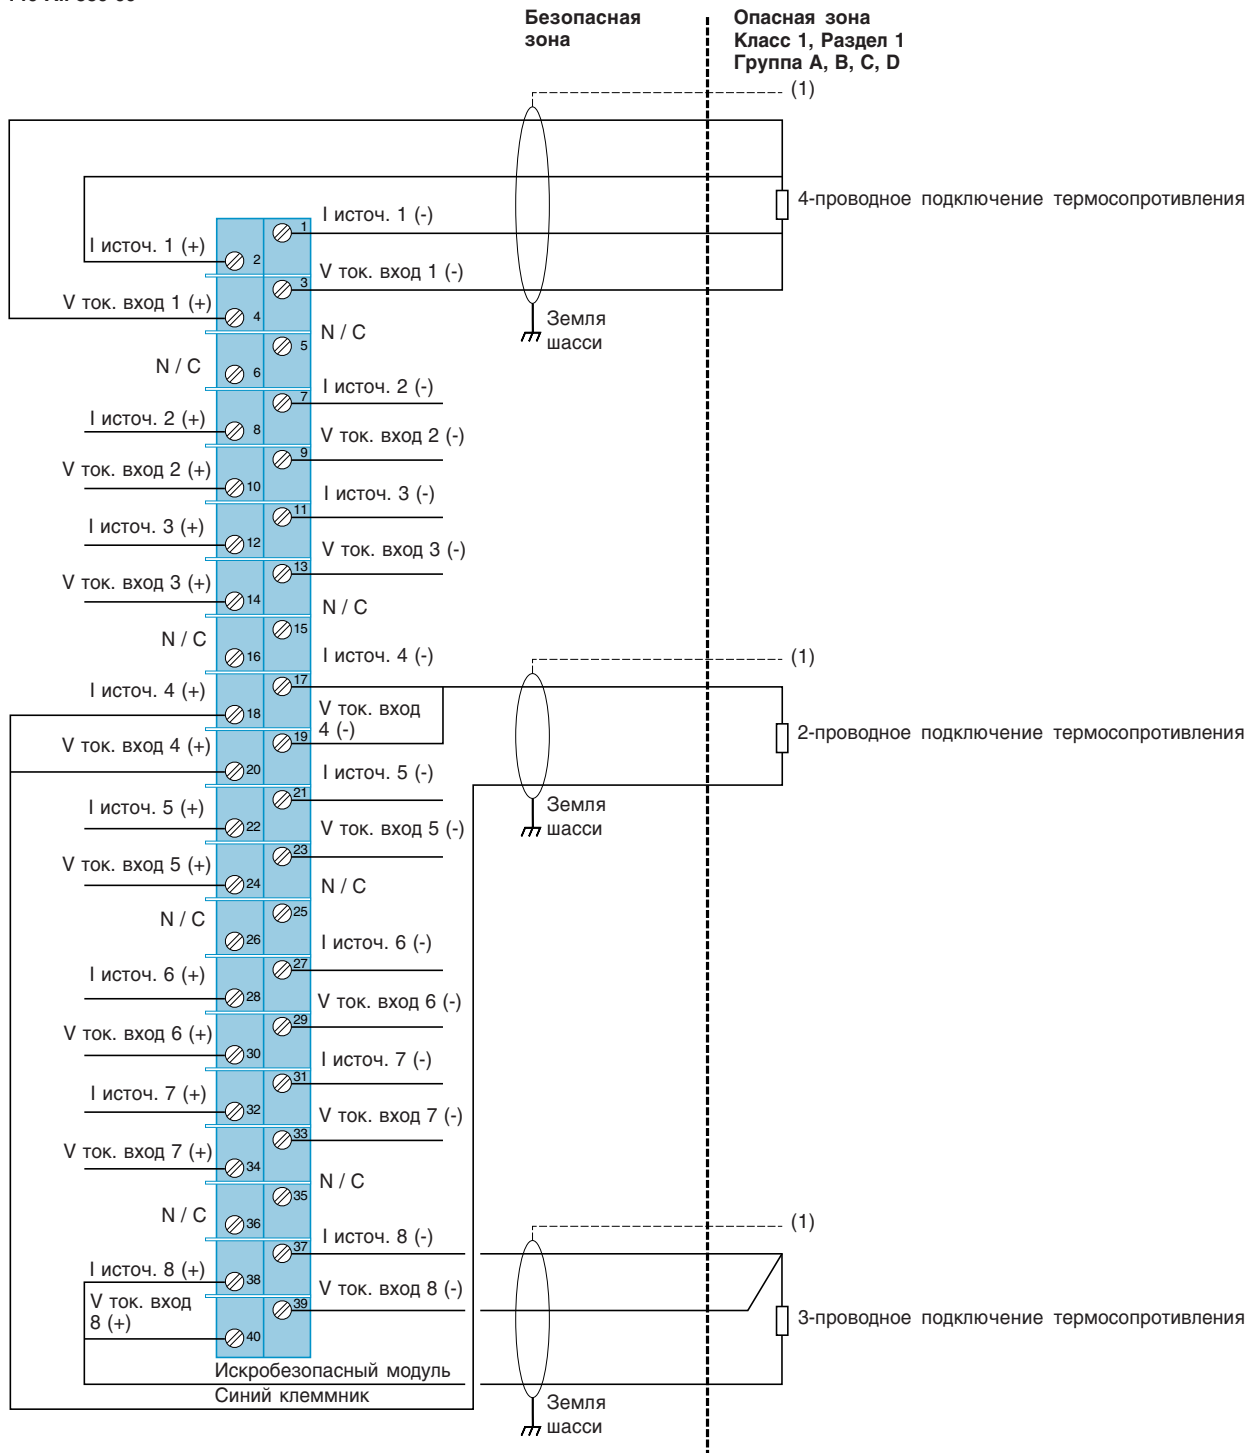 Безопасная
зона
Опасная зона
Класс 1, Раздел 1
Группа A, B, C, D
(1)
4-проводное подключение термосопротивления
I источ. 1 (-)
1
I источ. 1 (+)
2
V ток. вход 1 (-)
3
V ток. вход 1 (+)
4
Земля
шасси
N / C
5
N / C
6
I источ. 2 (-)
7
I источ. 2 (+)
8
V ток. вход 2 (-)
9
V ток. вход 2 (+)
10
I источ. 3 (-)
11
I источ. 3 (+)
12
V ток. вход 3 (-)
13
V ток. вход 3 (+)
14
N / C
15
N / C
16
I источ. 4 (-)
(1)
17
I источ. 4 (+)
18
V ток. вход
4 (-)
19
2-проводное подключение термосопротивления
V ток. вход 4 (+)
20
I источ. 5 (-)
21
I источ. 5 (+)
22
Земля
шасси
V ток. вход 5 (-)
23
V ток. вход 5 (+)
24
N / C
25
N / C
26
I источ. 6 (-)
27
I источ. 6 (+)
28
V ток. вход 6 (-)
29
V ток. вход 6 (+)
30
I источ. 7 (-)
31
I источ. 7 (+)
32
V ток. вход 7 (-)
33
V ток. вход 7 (+)
34
N / C
35
N / C
36
(1)
I источ. 8 (-)
37
I источ. 8 (+)
38
V ток. вход 8 (-)
39
V ток. вход
8 (+)
40
3-проводное подключение термосопротивления
Искробезопасный модуль
Синий клеммник
Земля
шасси